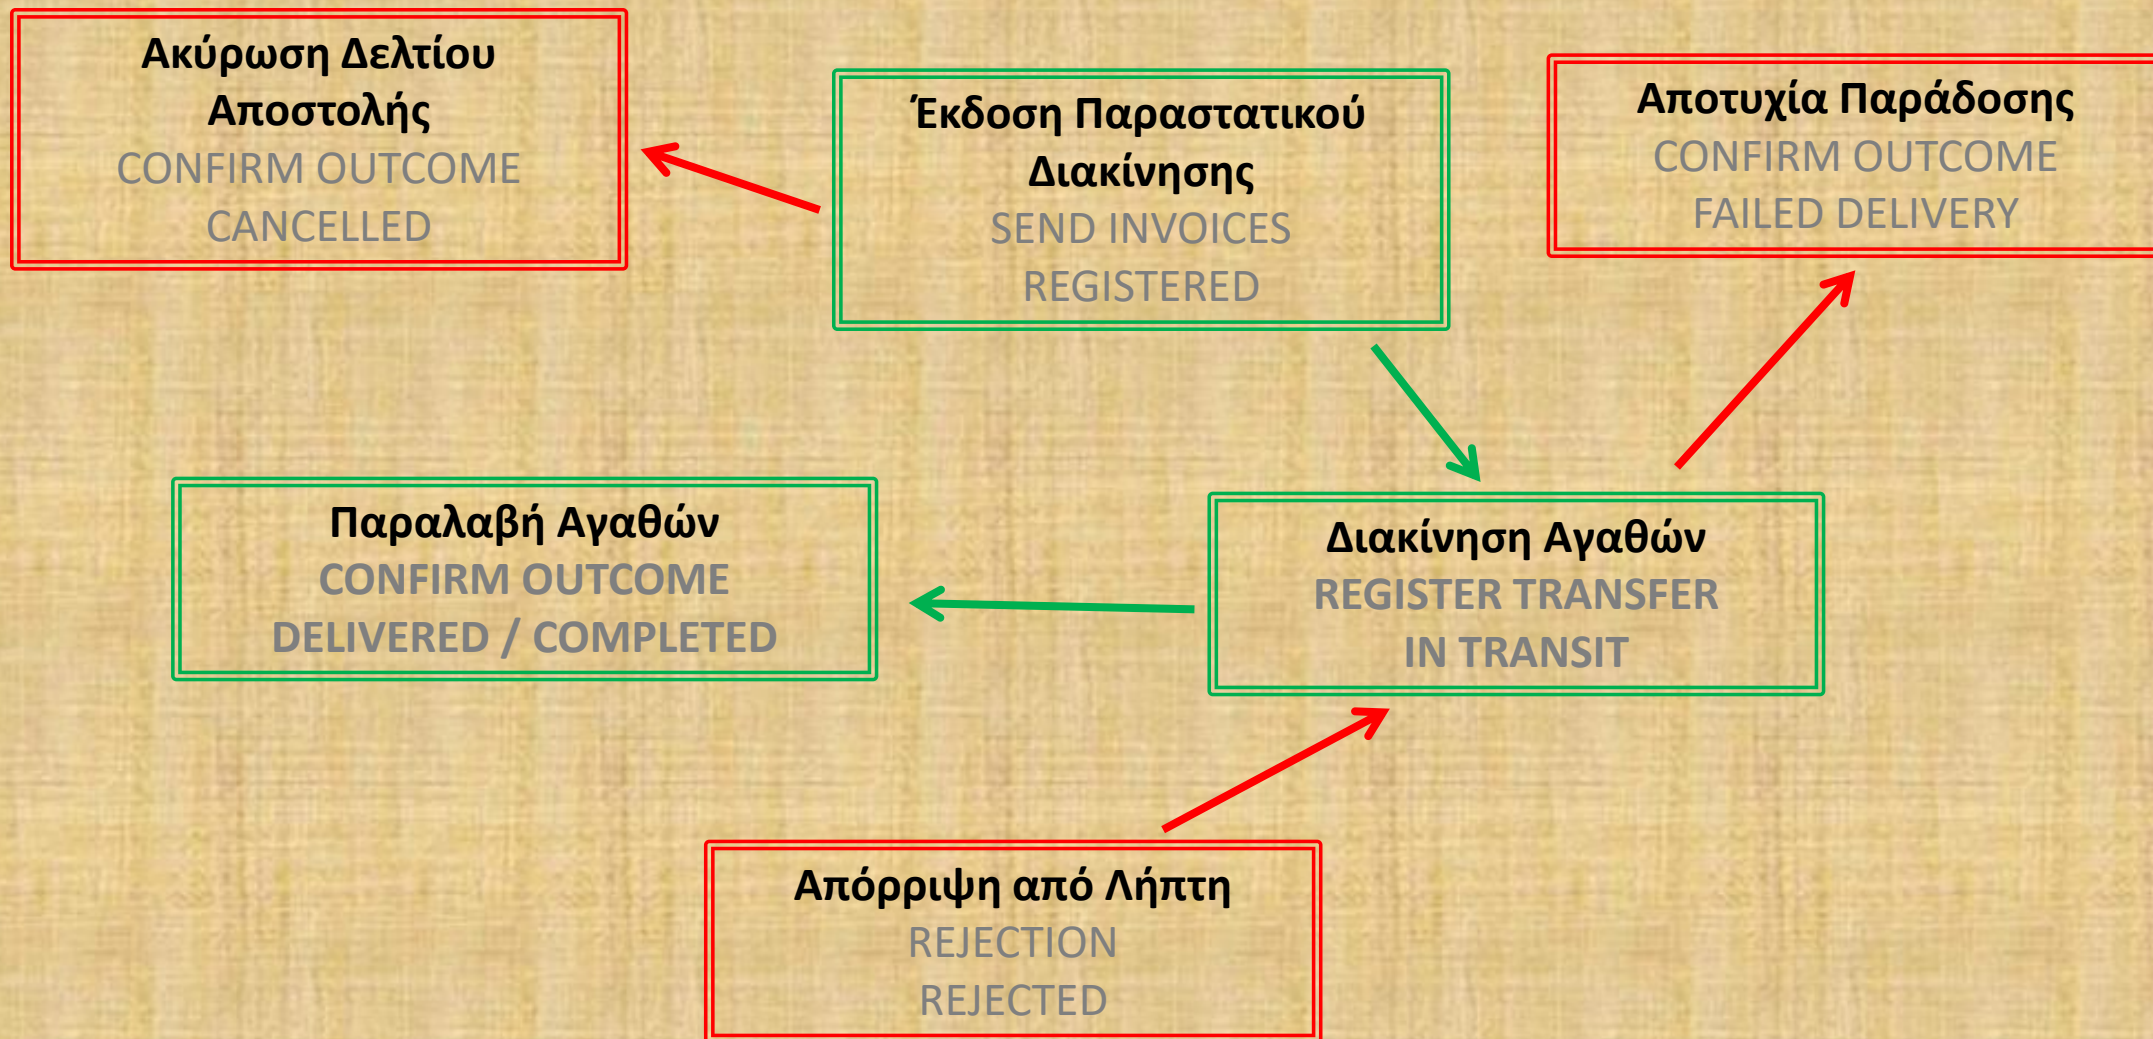 Ακύρωση Δελτίου
Αποστολής
CONFIRM OUTCOME
CANCELLED
Έκδοση Παραστατικού
Διακίνησης
SEND INVOICES
REGISTERED
Αποτυχία Παράδοσης
CONFIRM OUTCOME
FAILED DELIVERY
Παραλαβή Αγαθών
CONFIRM OUTCOME
DELIVERED / COMPLETED
Διακίνηση Αγαθών
REGISTER TRANSFER
IN TRANSIT
Απόρριψη από Λήπτη
REJECTION
REJECTED